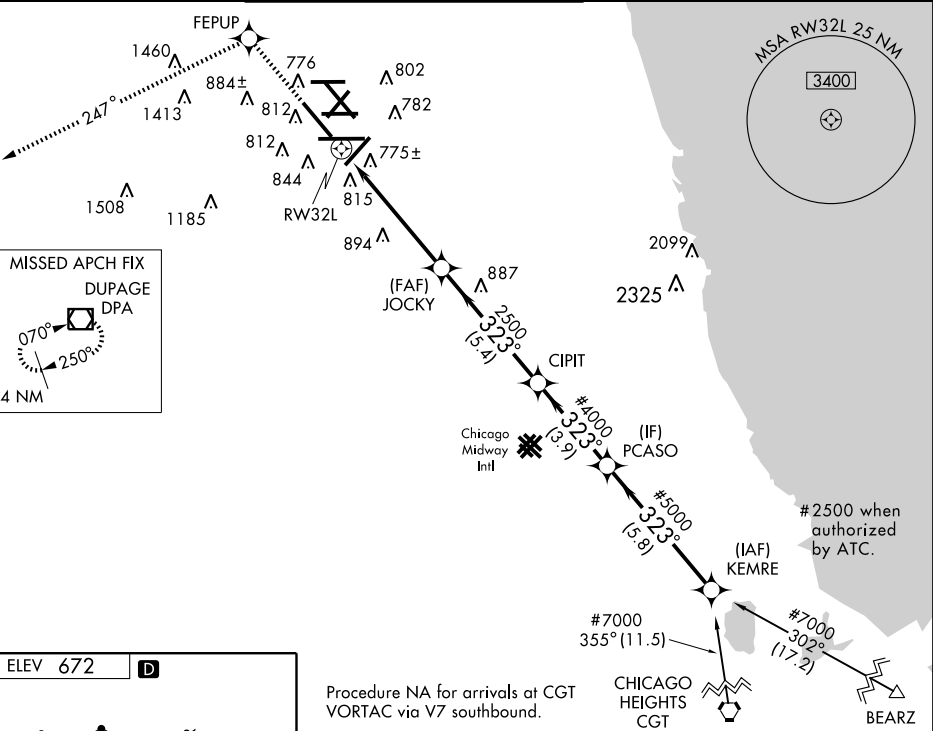 FEPUP
MSA RW32L 25 NM
3400
1460
776
802
884±
1413
812
782
247°
812
775±
844
815
RW32L
1508
1185
894
2099
2325
887
(FAF)
JOCKY
MISSED APCH FIX
DUPAGE
DPA
070°
250°
4 NM
2500
323°
(5.4)
CIPIT
#4000
323°
(3.9)
Chicago
Midway
Intl
(IF)
PCASO
#5000
323°
(5.8)
#2500 when
authorized
by ATC.
(IAF)
KEMRE
#7000
355° (11.5)
#7000
302°
(17.2)
ELEV 672
D
Procedure NA for arrivals at CGT
VORTAC via V7 southbound.
CHICAGO
HEIGHTS
CGT
BEARZ